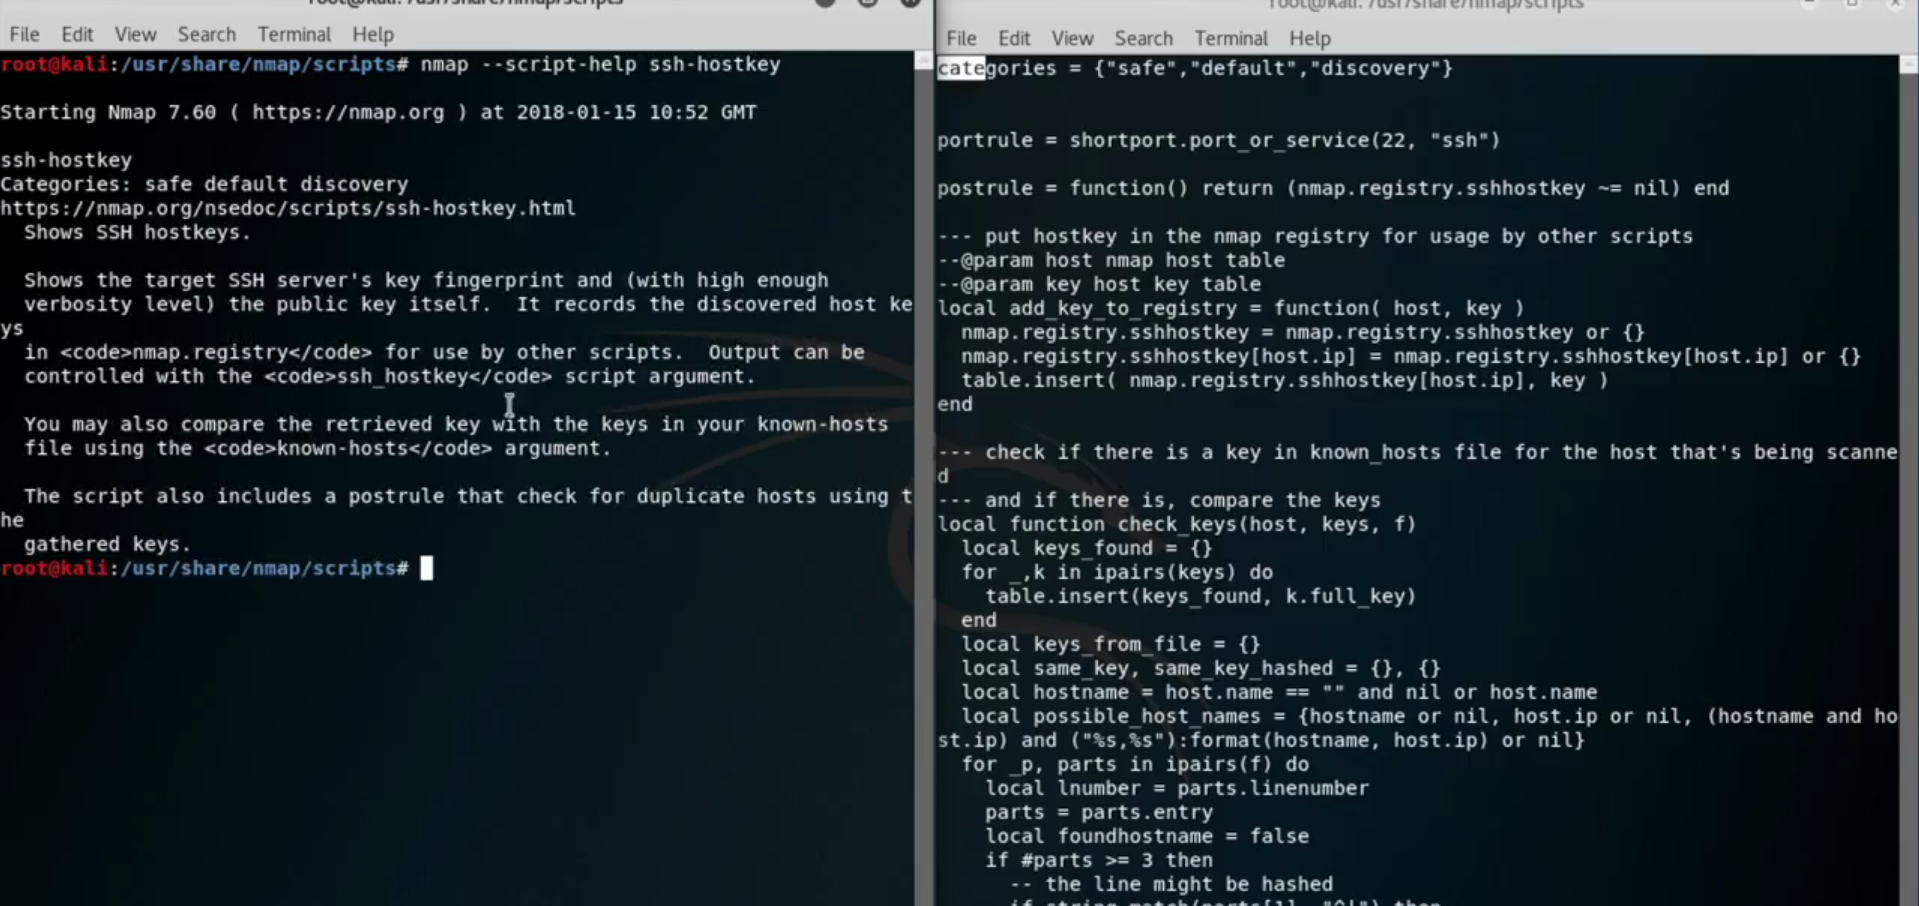 root@kali: /usr/share/nmap/scripts
File Edit View Search Terminal Help
root@kali:/usr/share/nmap/scripts# nmap --script-help ssh-hostkey
Starting Nmap 7.60 ( https://nmap.org ) at 2018-01-15 10:52 GMT
ssh-hostkey
Categories: safe default discovery
https://nmap.org/nsedoc/scripts/ssh-hostkey.html
Shows SSH hostkeys.
Shows the target SSH server's key fingerprint and (with high enough
verbosity level) the public key itself.  It records the discovered host ke
ys
in <code>nmap.registry</code> for use by other scripts.  Output can be
controlled with the <code>ssh_hostkey</code> script argument.
You may also compare the retrieved key with the keys in your known-hosts
file using the <code>known-hosts</code> argument.
The script also includes a postrule that check for duplicate hosts using t
he
gathered keys.
root@kali:/usr/share/nmap/scripts#
root@kali: /usr/share/nmap/scripts
File Edit View Search Terminal Help
categories = {"safe","default","discovery"}
portrule = shortport.port_or_service(22, "ssh")
postrule = function() return (nmap.registry.sshhostkey ~= nil) end
--- put hostkey in the nmap registry for usage by other scripts
--@param host nmap host table
--@param key host key table
local add_key_to_registry = function( host, key )
nmap.registry.sshhostkey = nmap.registry.sshhostkey or {}
nmap.registry.sshhostkey[host.ip] = nmap.registry.sshhostkey[host.ip] or {}
table.insert( nmap.registry.sshhostkey[host.ip], key )
end
--- check if there is a key in known_hosts file for the host that's being scanne
d
--- and if there is, compare the keys
local function check_keys(host, keys, f)
local keys_found = {}
for _,k in ipairs(keys) do
table.insert(keys_found, k.full_key)
end
local keys_from_file = {}
local same_key, same_key_hashed = {}, {}
local hostname = host.name == "" and nil or host.name
local possible_host_names = {hostname or nil, host.ip or nil, (hostname and ho
st.ip) and ("%s,%s"):format(hostname, host.ip) or nil}
for _p, parts in ipairs(f) do
local lnumber = parts.linenumber
parts = parts.entry
local foundhostname = false
if #parts >= 3 then
-- the line might be hashed